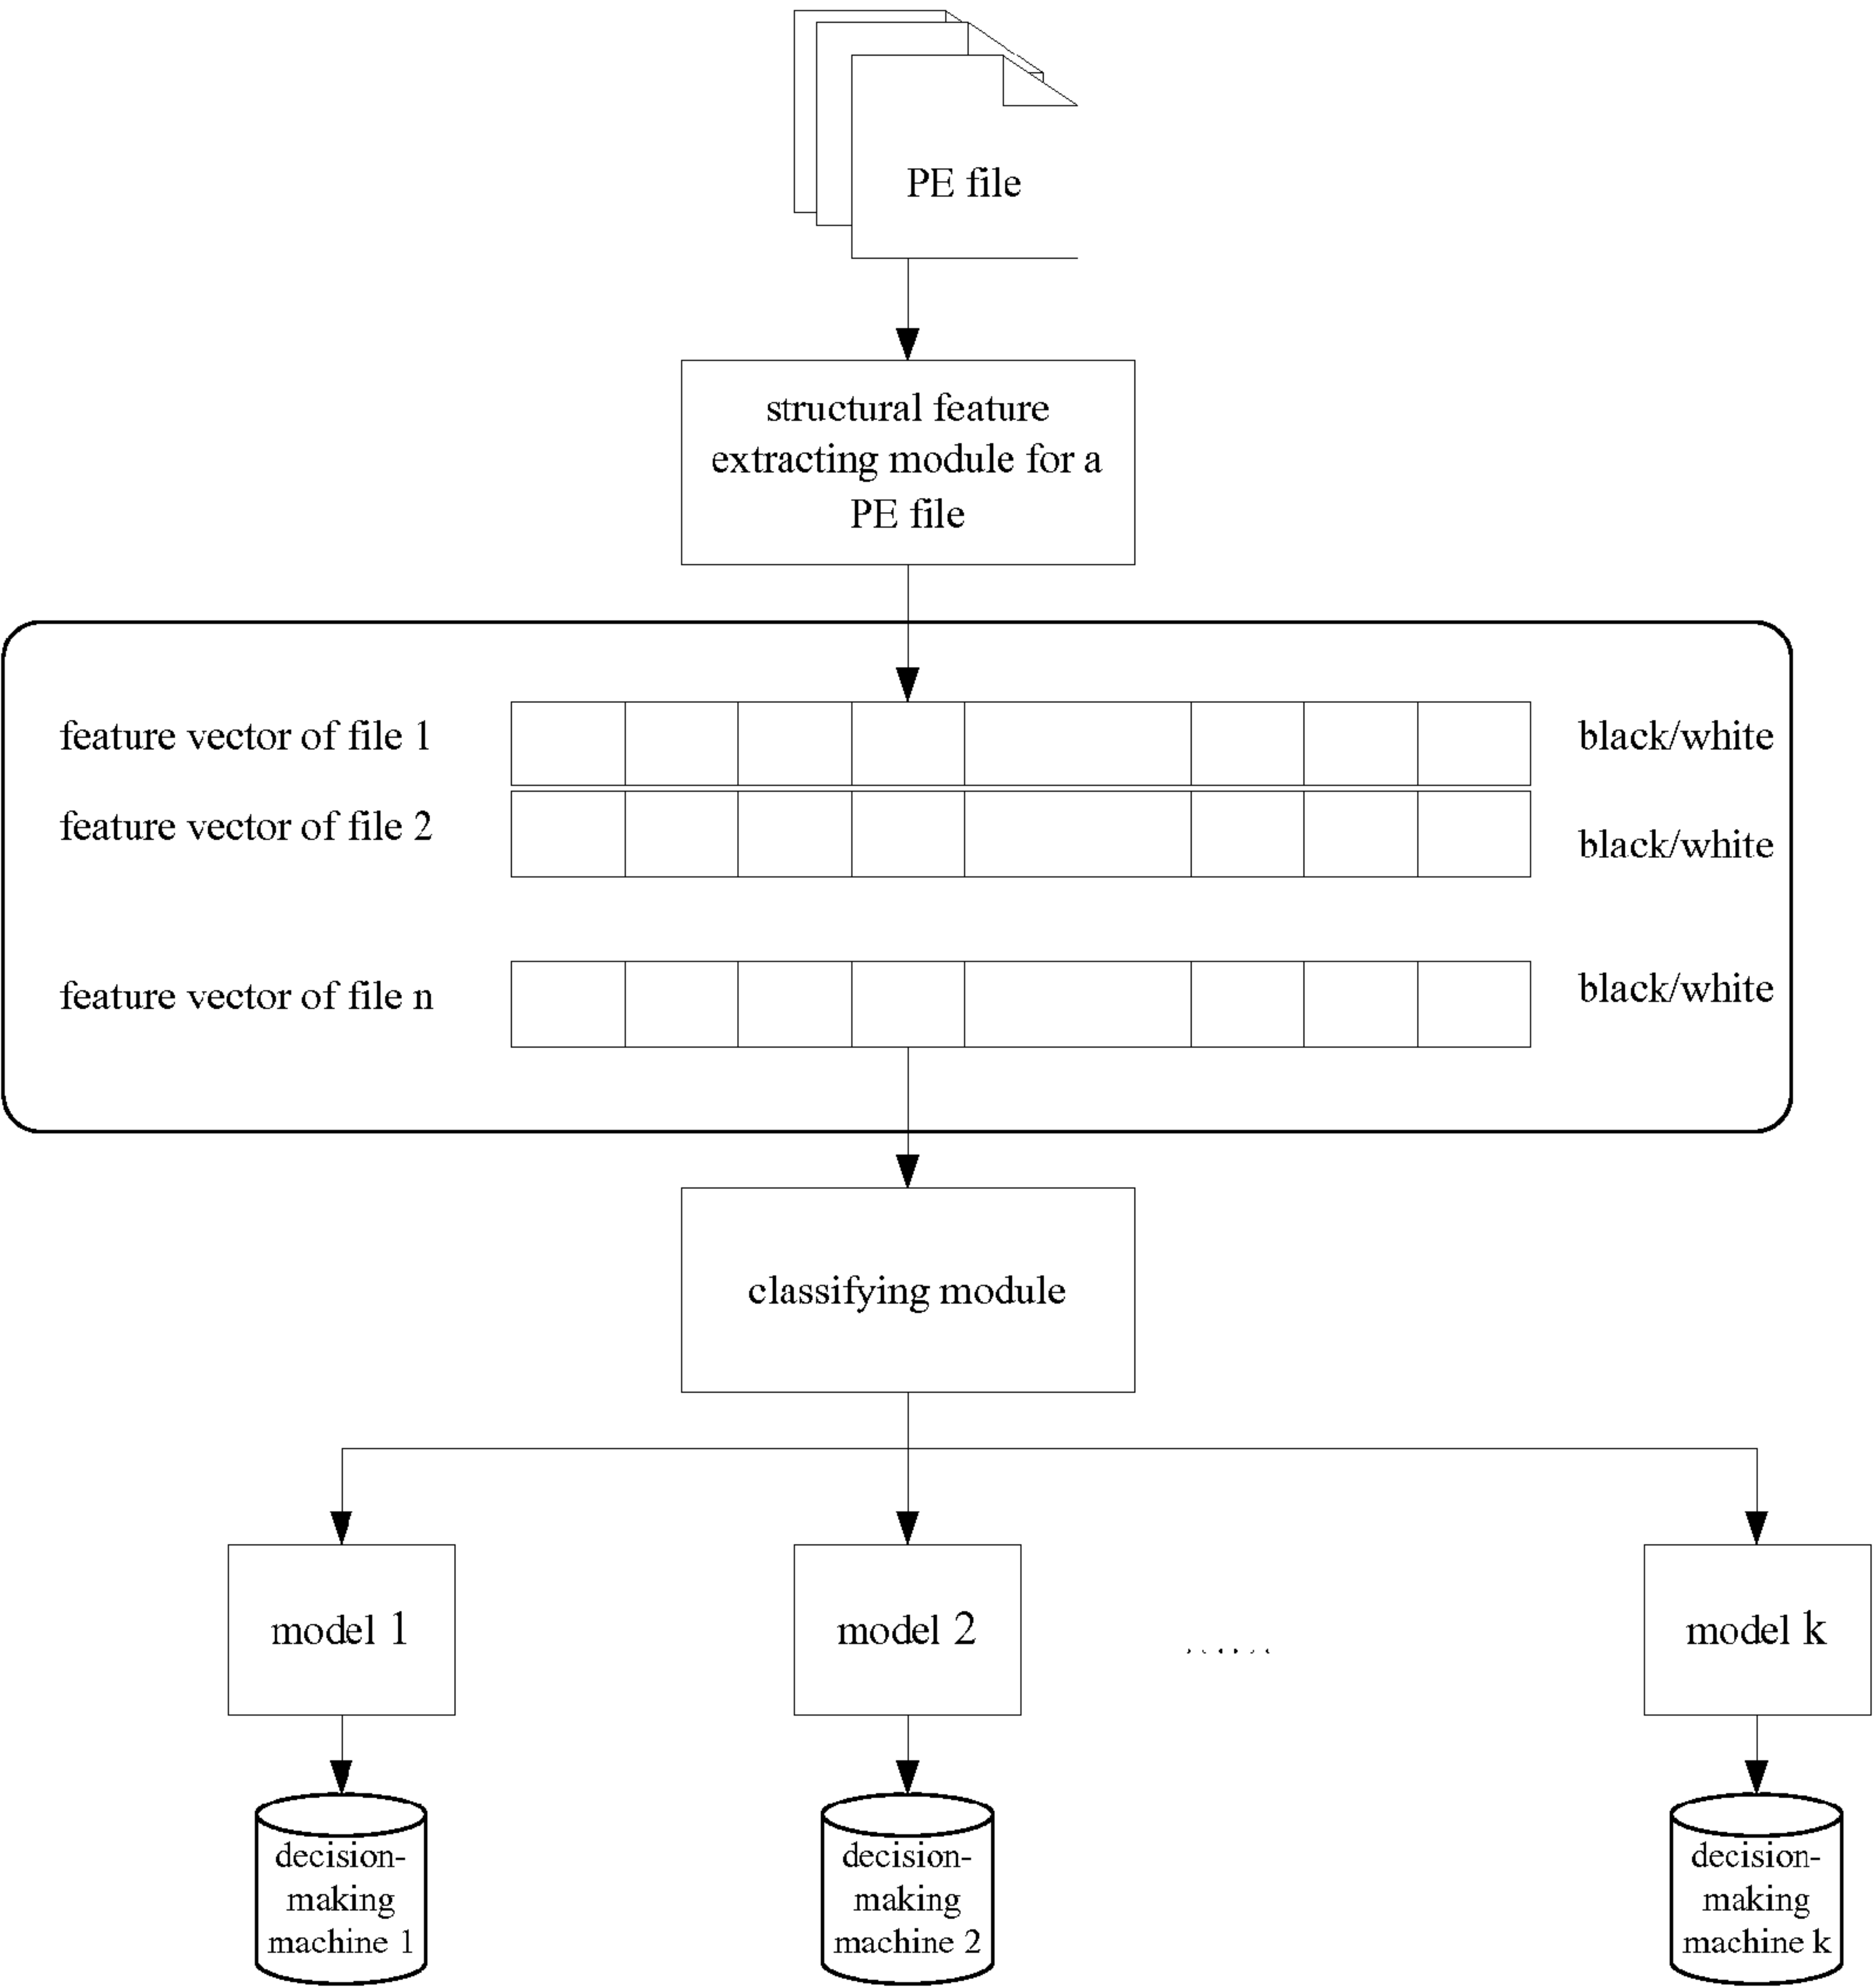 PE file
structural feature
extracting module for a
PE file
feature vector of file 1
black/white
feature vector of file 2
black/white
feature vector of file n
black/white
classifying module
model 1
model 2
......
model k
decision-
making
machine 1
decision-
making
machine 2
decision-
making
machine k